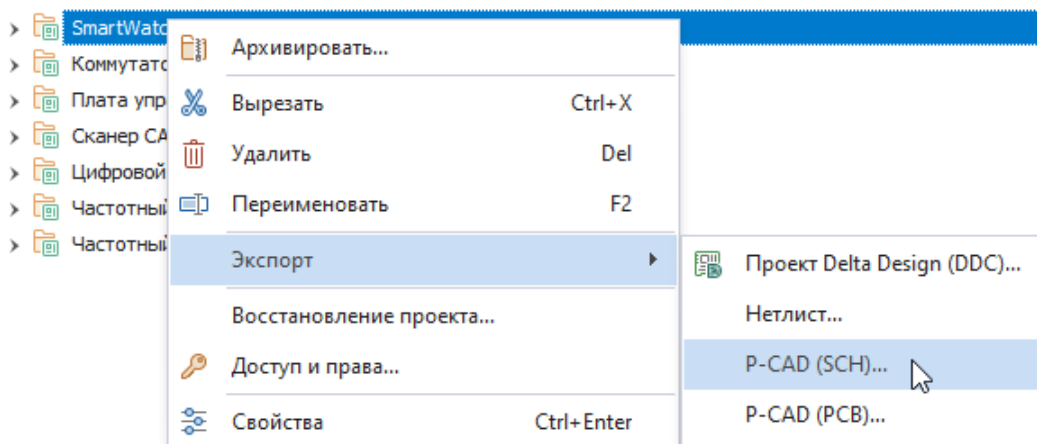 SmartWatc
Коммутато
Плата упр
Сканер СА
Цифровой
Частотный
Частотный
Архивировать...
Вырезать Ctrl+X
Удалить Del
Переименовать F2
Экспорт
Восстановление проекта...
Доступ и права...
Свойства Ctrl+Enter
Проект Delta Design (DDC)...
Нетлист...
P-CAD (SCH)...
P-CAD (PCB)...